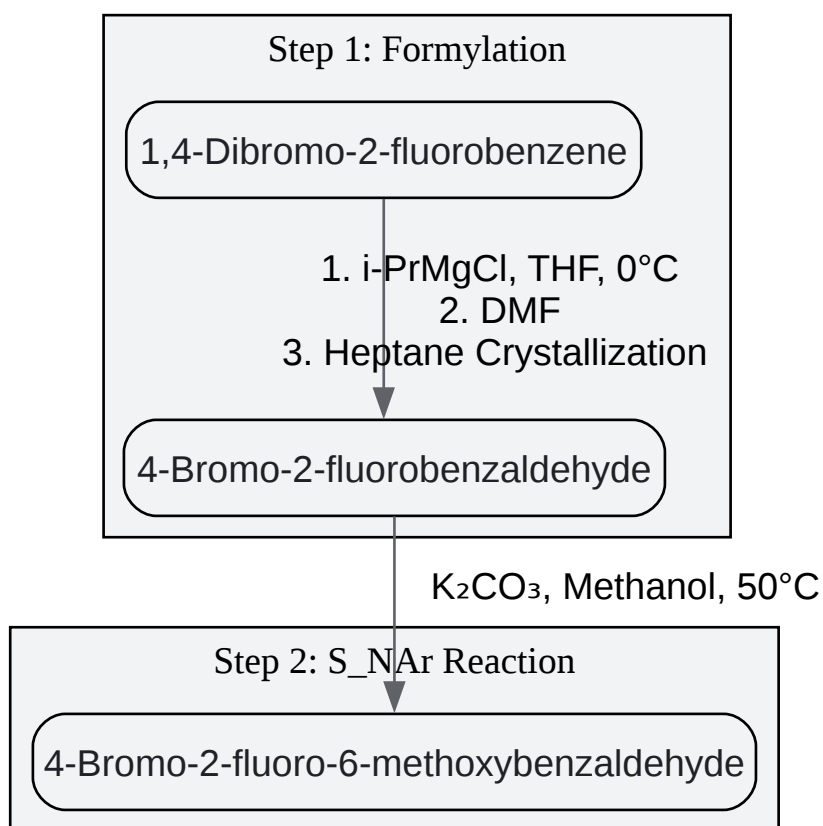 Step 1: Formylation
1,4-Dibromo-2-fluorobenzene
1. i-PrMgCl, THF, 0°C
2. DMF
3. Heptane Crystallization
4-Bromo-2-fluorobenzaldehyde
K₂CO₃, Methanol, 50°C
Step 2: S_NAr Reaction
4-Bromo-2-fluoro-6-methoxybenzaldehyde